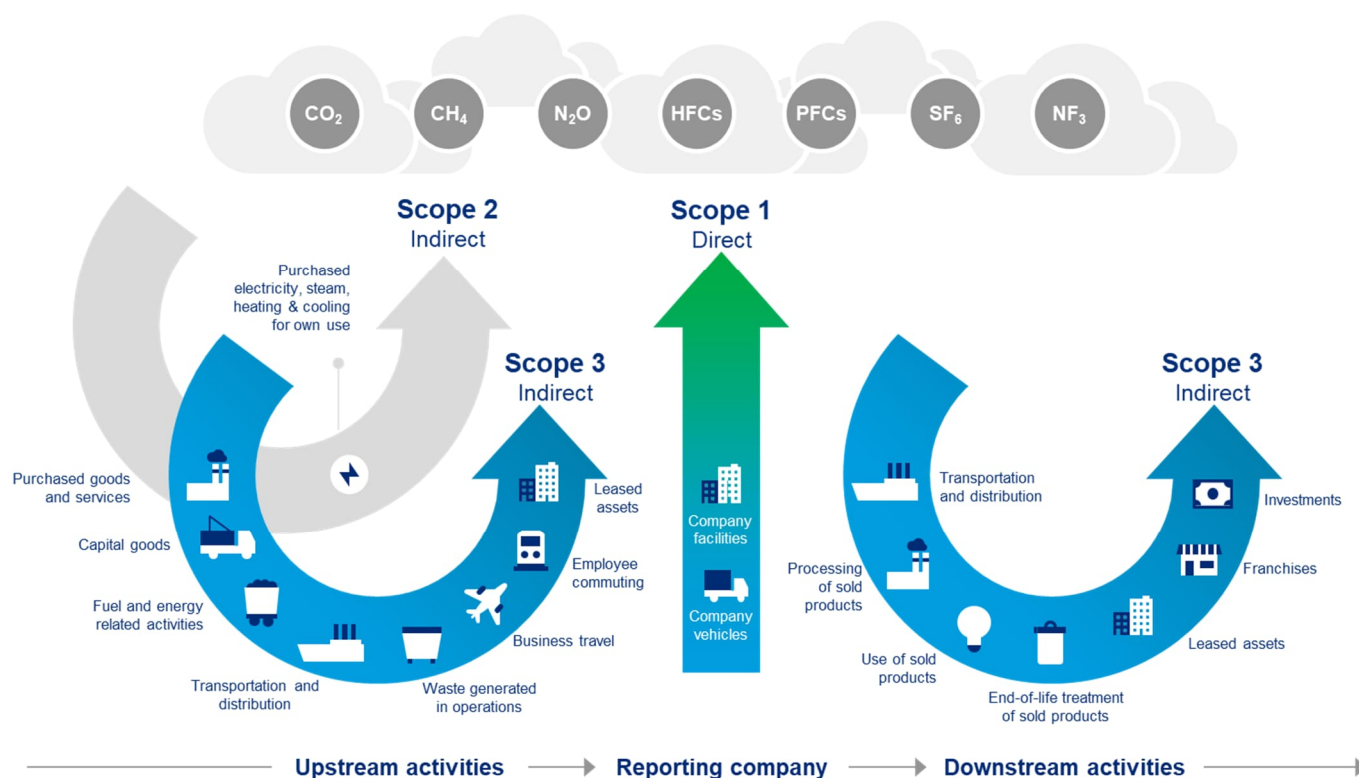 CO₂
CH₄
N₂O
HFCs
PFCs
SF₆
NF₃
Scope 2
Indirect
Purchased
electricity, steam,
heating & cooling
for own use
Scope 1
Direct
Scope 3
Indirect
Purchased goods
and services
Capital goods
Fuel and energy
related activities
Transportation and
distribution
Waste generated
in operations
Business travel
Employee
commuting
Leased
assets
Company
facilities
Company
vehicles
Scope 3
Indirect
Transportation
and distribution
Processing
of sold
products
Use of sold
products
End-of-life treatment
of sold products
Leased assets
Franchises
Investments
Upstream activities
Reporting company
Downstream activities